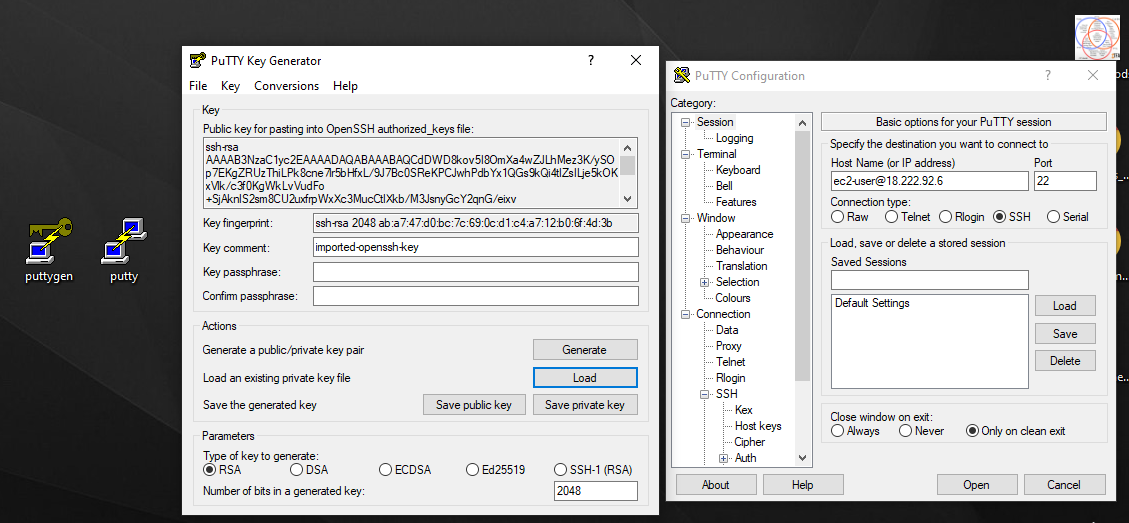 puttygen
putty
PuTTY Key Generator
?
File Key Conversions Help
Key
Public key for pasting into OpenSSH authorized_keys file:
ssh-rsa
AAAAB3NzaC1yc2EAAAADAQABAAABAQCdDWD8kov5I8OmXa4wZJLhMez3K/ySO
p7EKgZRUzThiLPk8cne7Ir5bHfxL/9J7Bc0SReKPCJwhPdbYx1QGs9kQi4tIZsILje5kOK
xVlk/c3f0KgWkLvVudFo
+SjAknIS2sm8CU2uxfrpWxXc3MucCtIXkb/M3JsnyGcY2qnG/eixv
Key fingerprint:
ssh-rsa 2048 ab:a7:47:d0:bc:7c:69:0c:d1:c4:a7:12:b0:6f:4d:3b
Key comment:
imported-openssh-key
Key passphrase:
Confirm passphrase:
Actions
Generate a public/private key pair
Generate
Load an existing private key file
Load
Save the generated key
Save public key
Save private key
Parameters
Type of key to generate:
RSA DSA ECDSA Ed25519 SSH-1 (RSA)
Number of bits in a generated key:
2048
PuTTY Configuration
?
Category:
Session
Logging
Terminal
Keyboard
Bell
Features
Window
Appearance
Behaviour
Translation
Selection
Colours
Connection
Data
Proxy
Telnet
Rlogin
SSH
Kex
Host keys
Cipher
Auth
Basic options for your PuTTY session
Specify the destination you want to connect to
Host Name (or IP address) Port
ec2-user@18.222.92.6 22
Connection type:
Raw Telnet Rlogin SSH Serial
Load, save or delete a stored session
Saved Sessions
Default Settings
Load
Save
Delete
Close window on exit:
Always Never Only on clean exit
About
Help
Open
Cancel